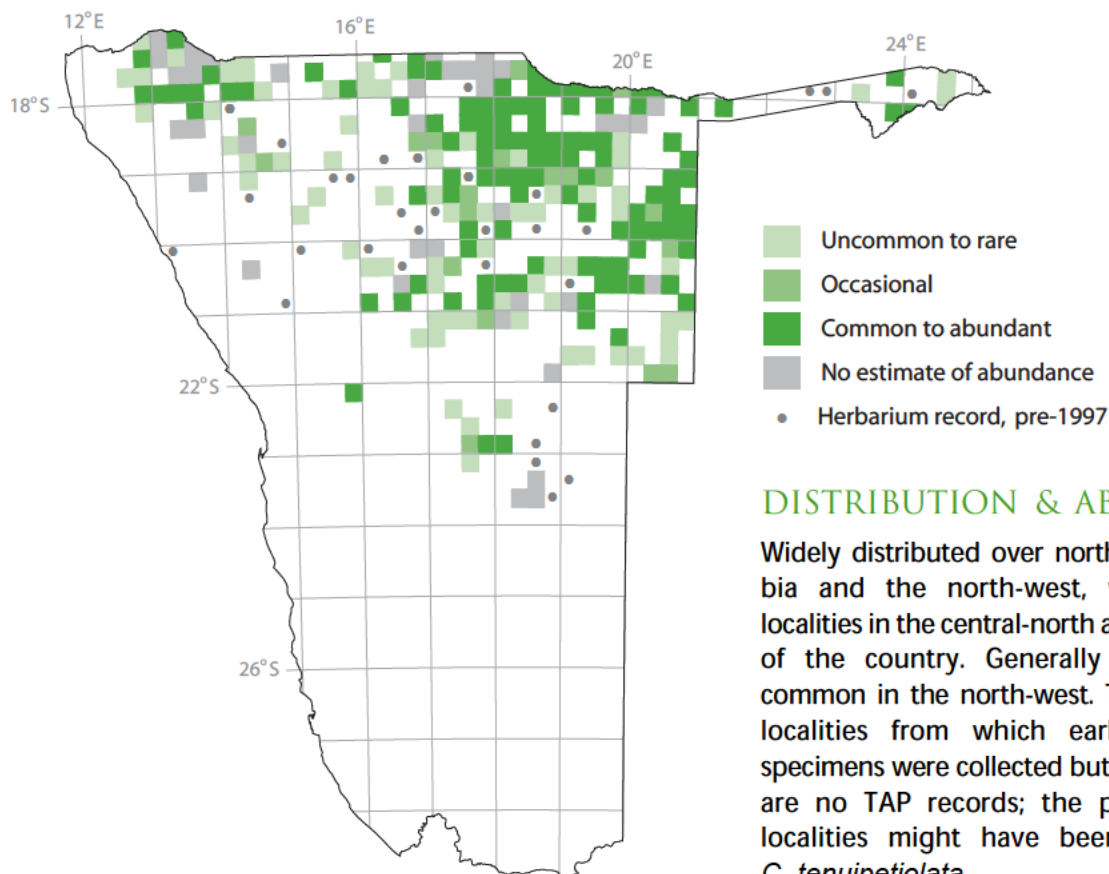 12°E
16°E
20°E
24°E
18°S
22°S
26°S
Uncommon to rare
Occasional
Common to abundant
No estimate of abundance
Herbarium record, pre-1997
DISTRIBUTION & AB
Widely distributed over north
bia and the north-west,
localities in the central-north a
of the country. Generally
common in the north-west. T
localities from which earl
specimens were collected but
are no TAP records; the p
localities might have been
C. tenuipetiolata